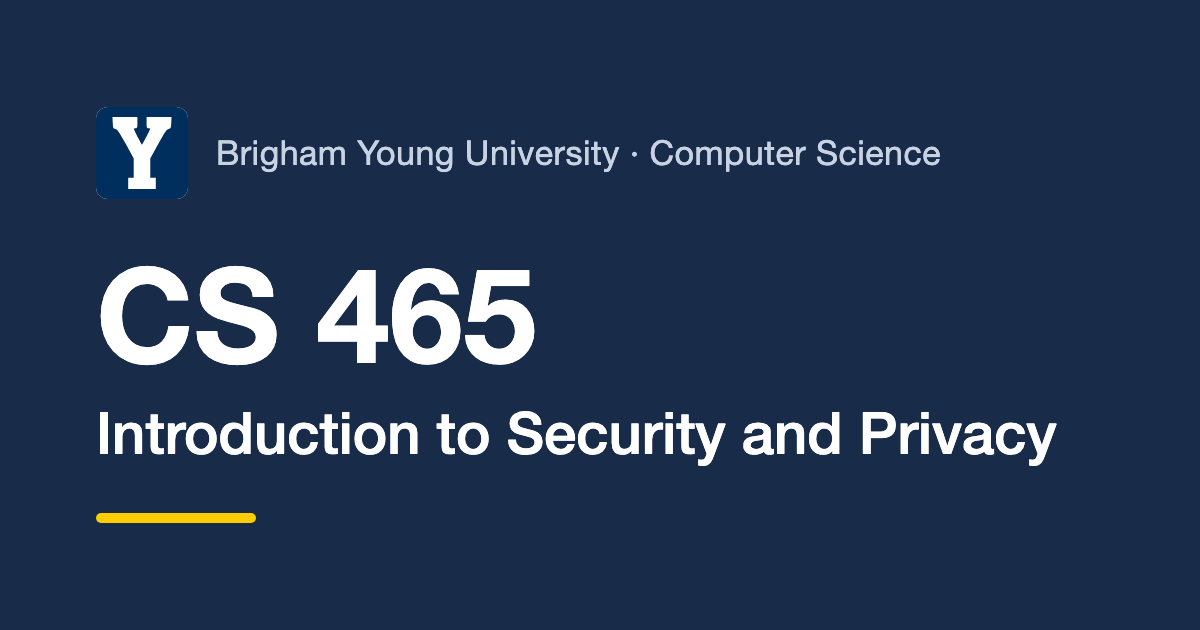 Y
Brigham Young University · Computer Science
CS 465
Introduction to Security and Privacy